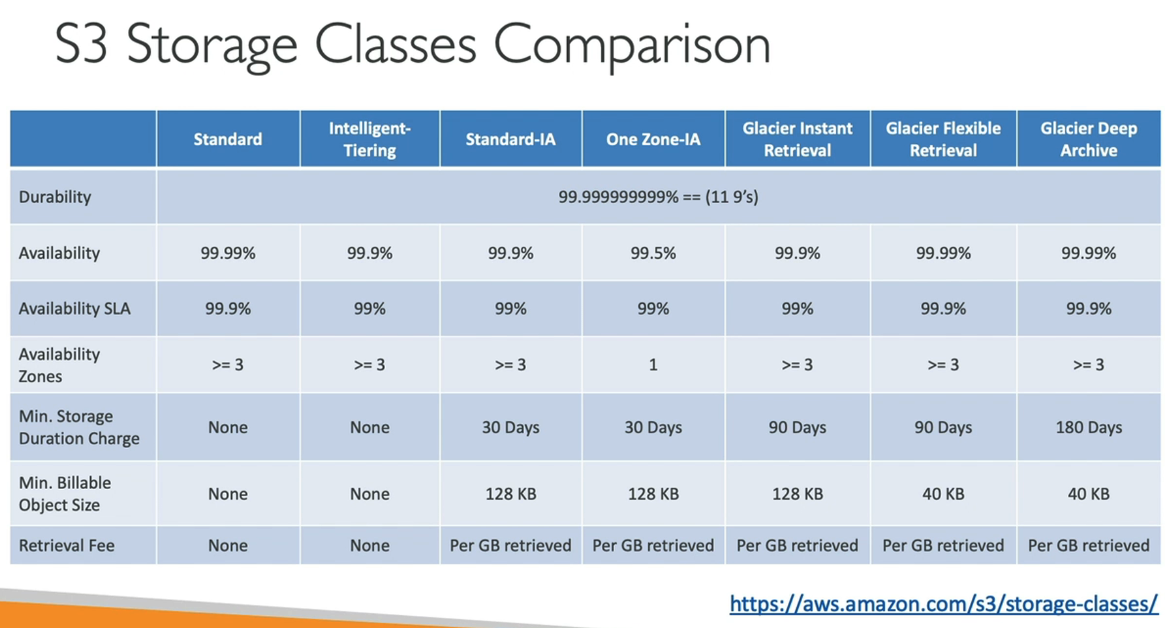 S3 Storage Classes Comparison
Standard
Intelligent-
Tiering
Standard-IA
One Zone-IA
Glacier Instant
Retrieval
Glacier Flexible
Retrieval
Glacier Deep
Archive
Durability
99.999999999% == (11 9’s)
Availability
99.99%
99.9%
99.9%
99.5%
99.9%
99.99%
99.99%
Availability SLA
99.9%
99%
99%
99%
99%
99.9%
99.9%
Availability
Zones
>= 3
>= 3
>= 3
1
>= 3
>= 3
>= 3
Min. Storage
Duration Charge
None
None
30 Days
30 Days
90 Days
90 Days
180 Days
Min. Billable
Object Size
None
None
128 KB
128 KB
128 KB
40 KB
40 KB
Retrieval Fee
None
None
Per GB retrieved
Per GB retrieved
Per GB retrieved
Per GB retrieved
Per GB retrieved
https://aws.amazon.com/s3/storage-classes/